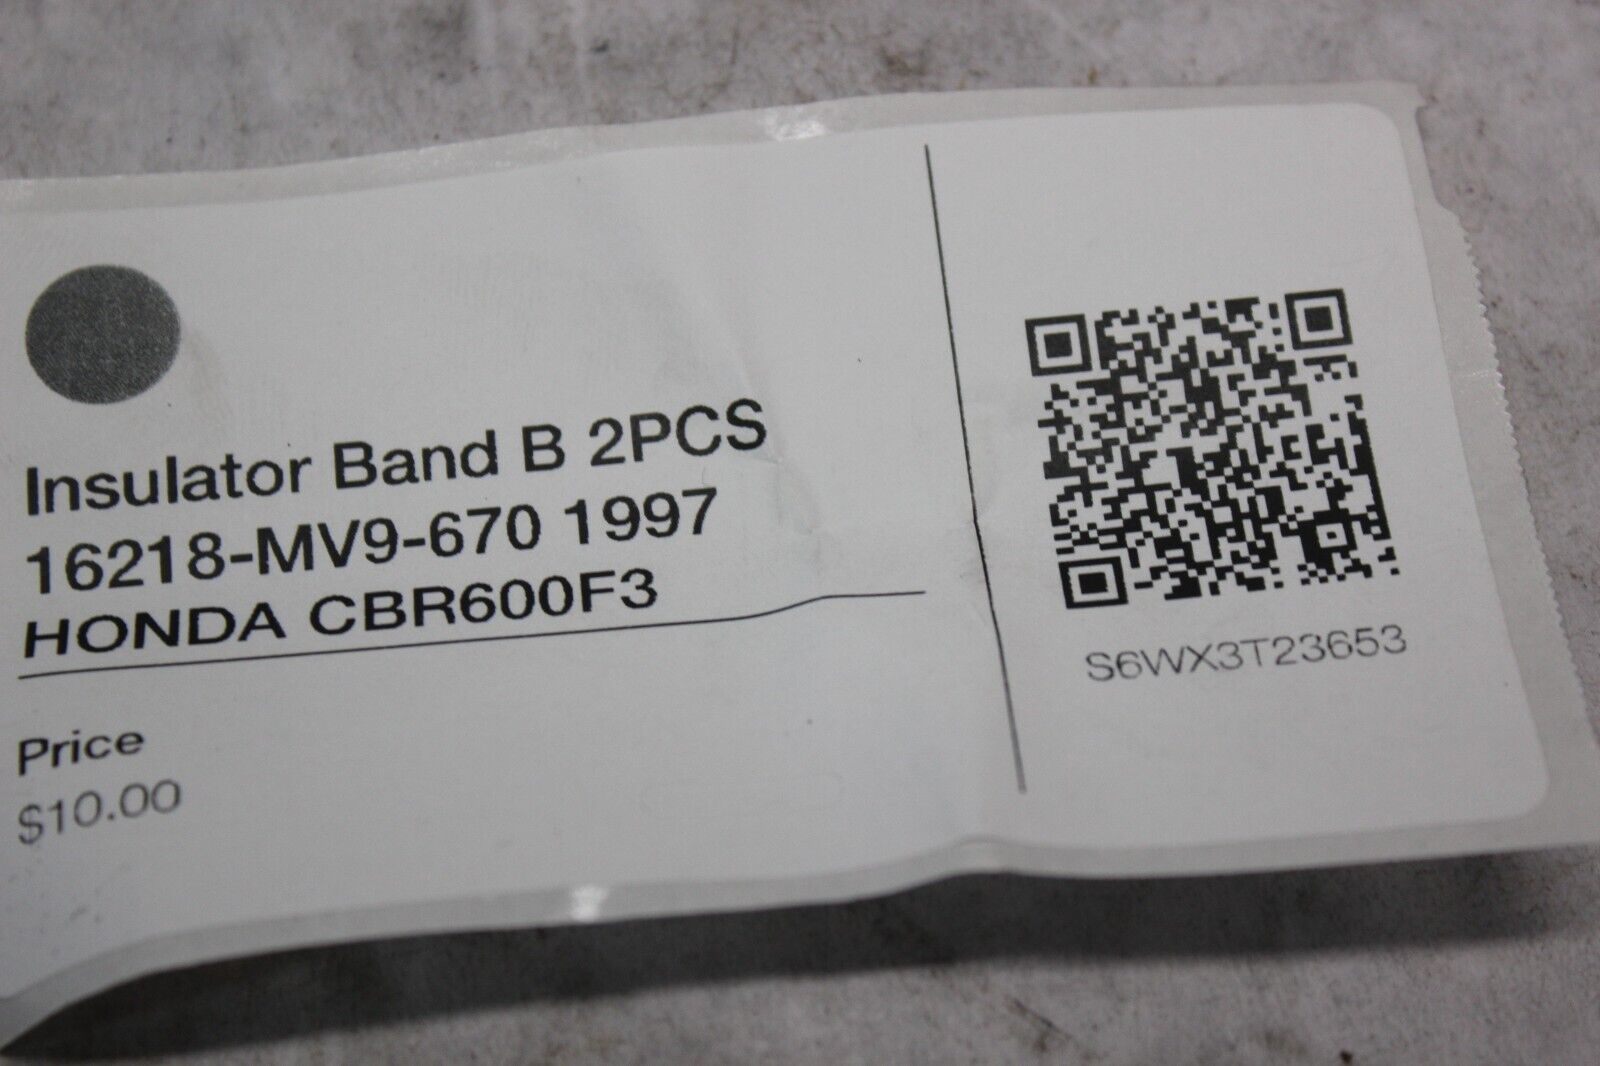 Insulator Band B 2PCS
16218-MV9-670 1997
HONDA CBR600F3
Price
$10.00
S6WX3T23653